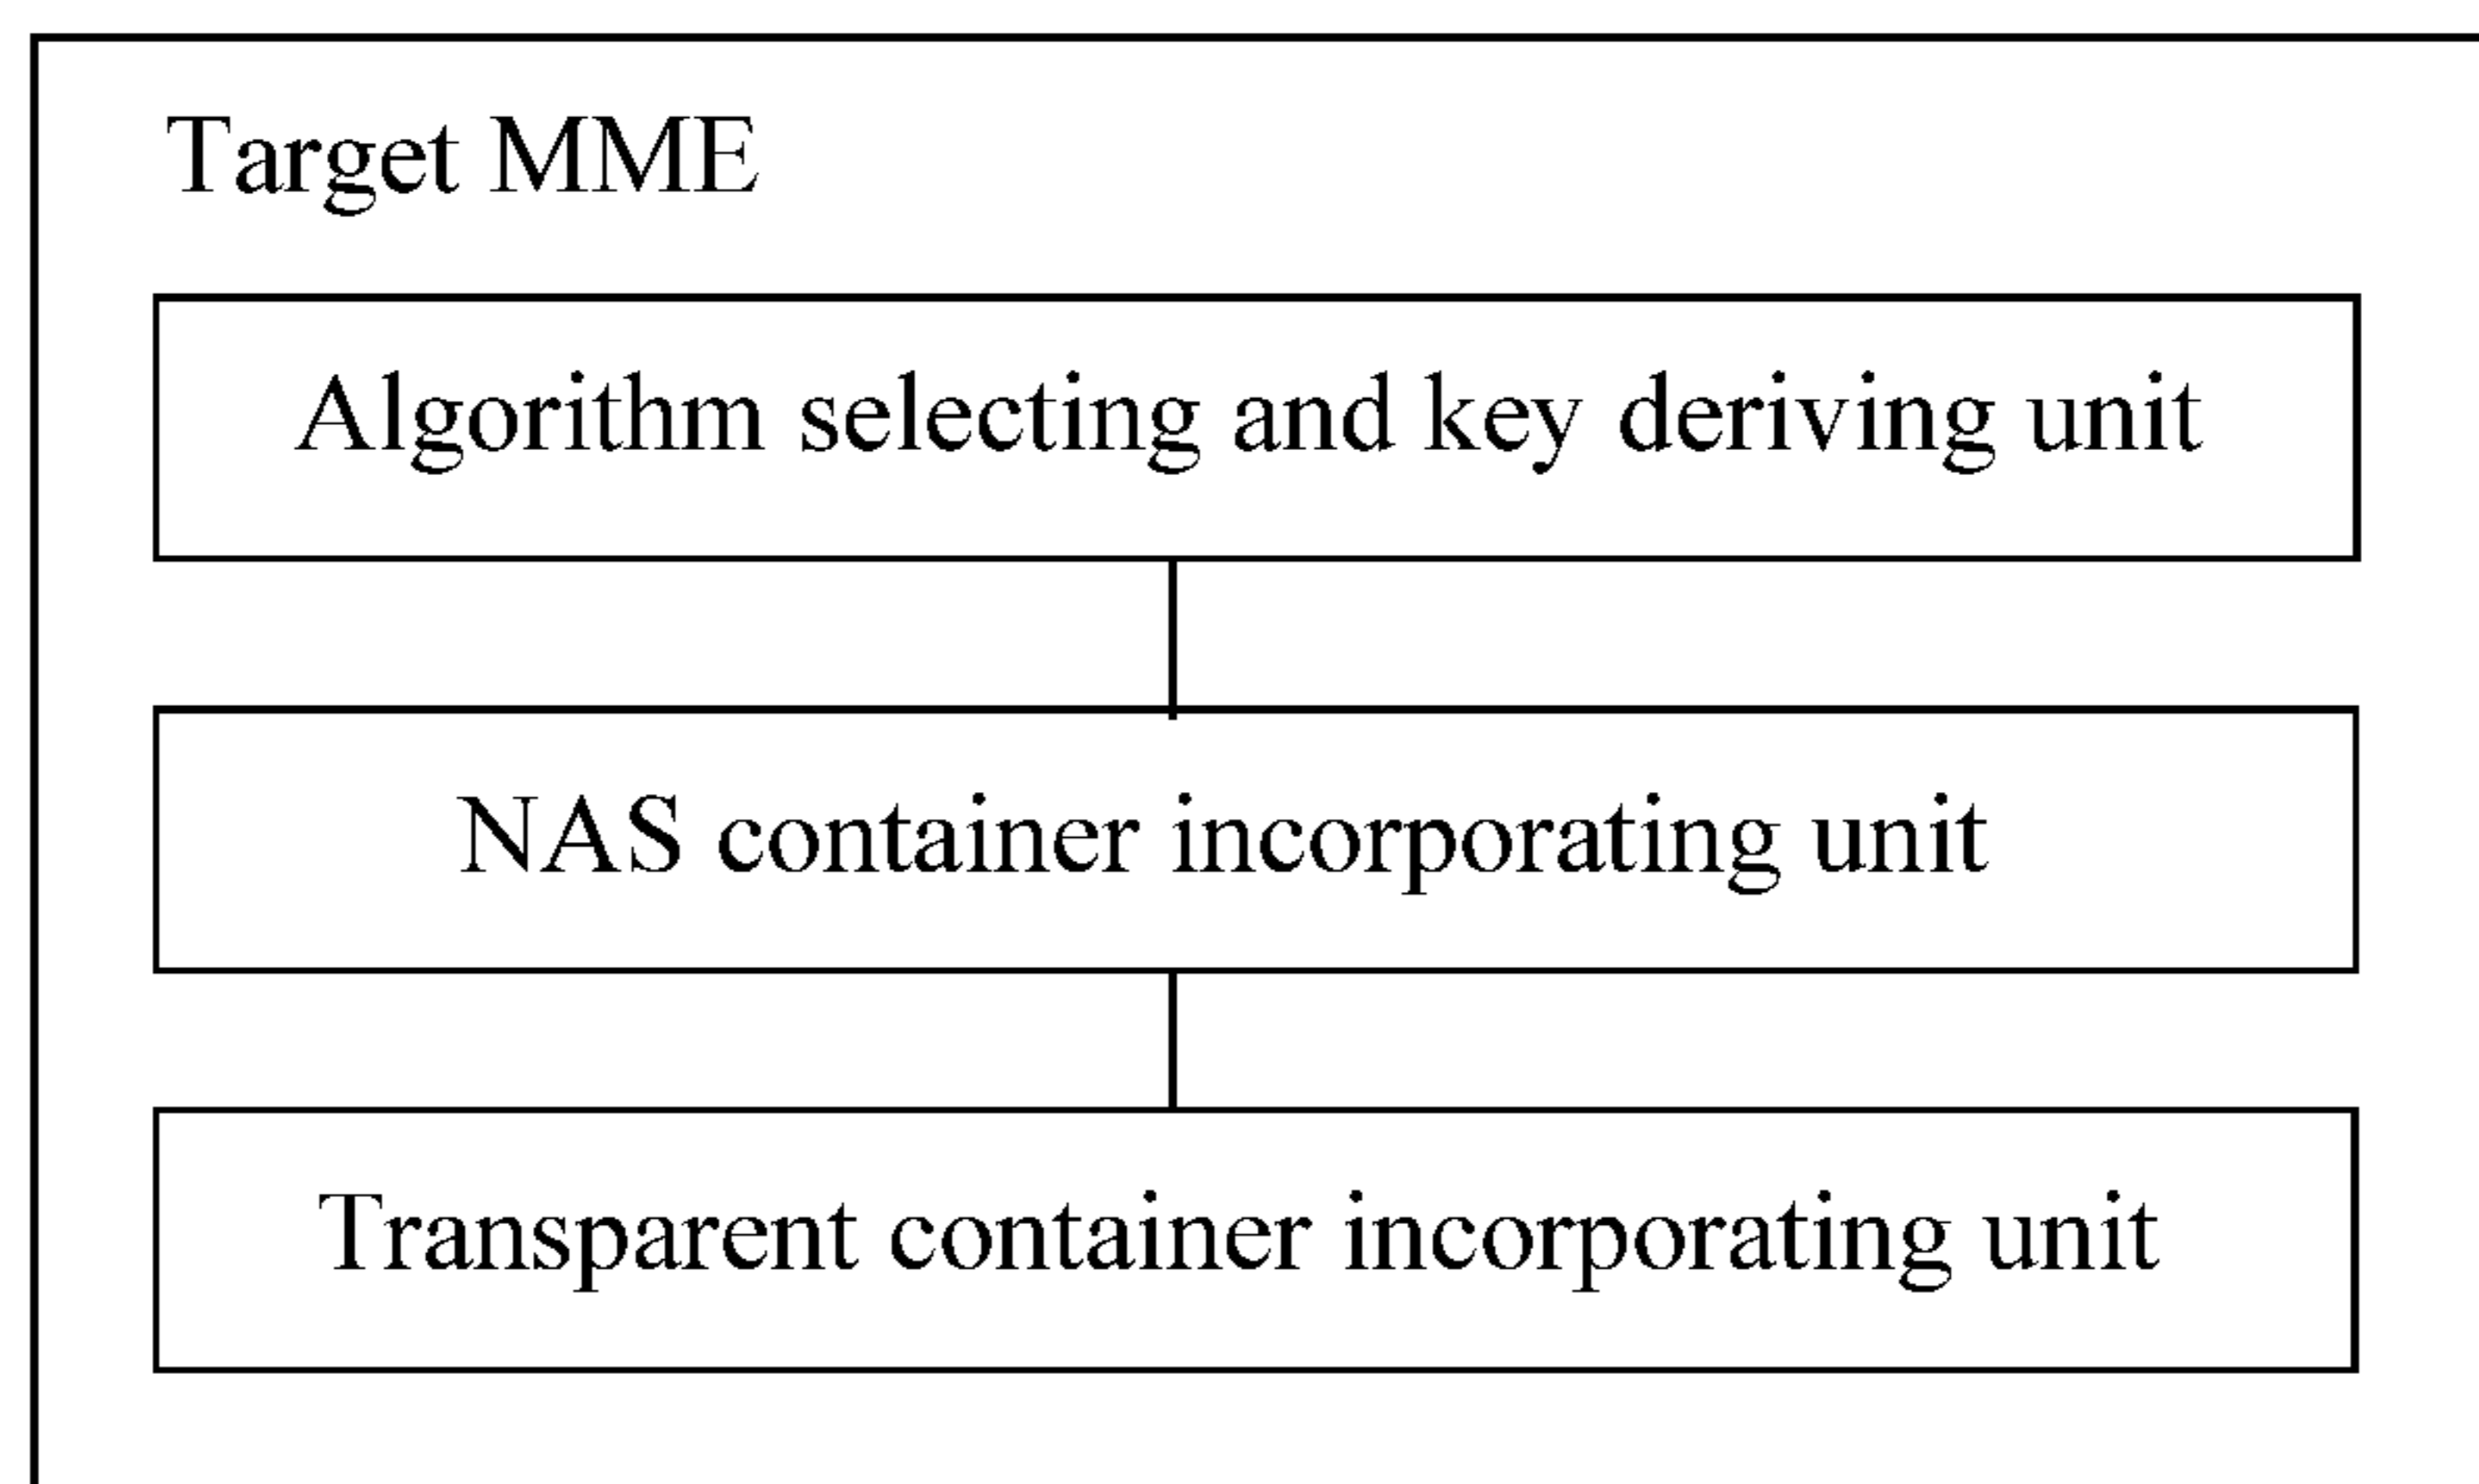 Target MME
Algorithm selecting and key deriving unit
NAS container incorporating unit
Transparent container incorporating unit